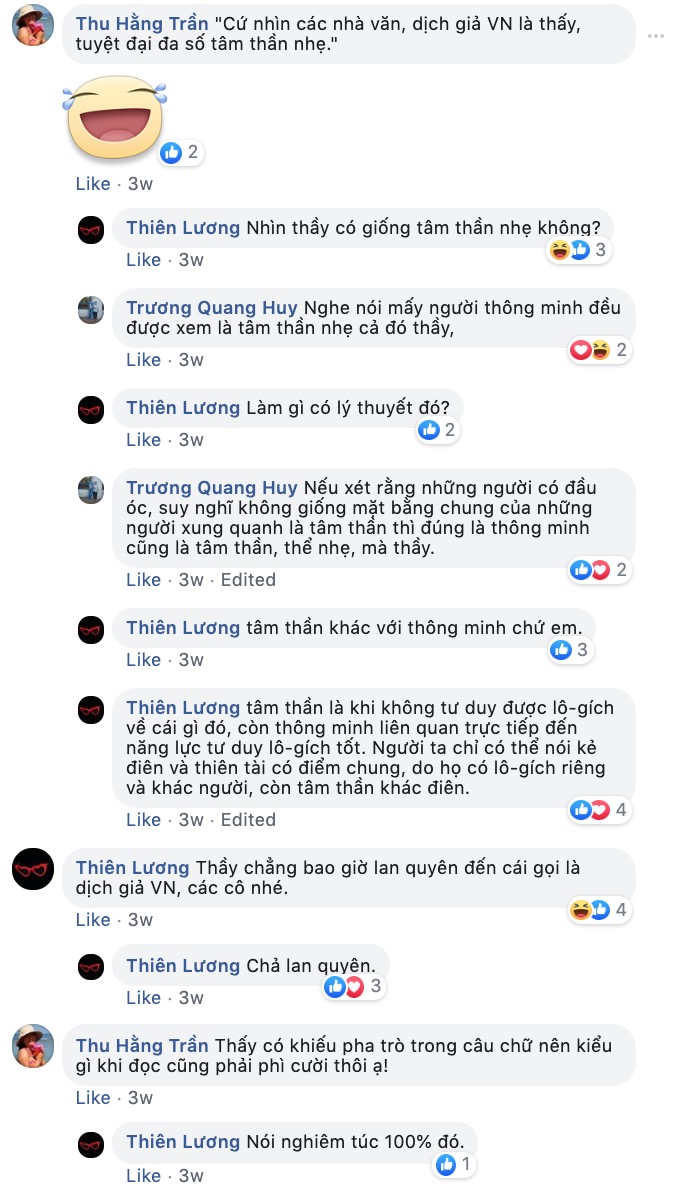 Thu Hằng Trần "Cứ nhìn các nhà văn, dịch giả VN là thấy,
tuyệt đại đa số tâm thần nhẹ."
2
Like · 3w
Thiên Lương Nhìn thầy có giống tâm thần nhẹ không?
3
Like · 3w
Trương Quang Huy Nghe nói mấy người thông minh đều
được xem là tâm thần nhẹ cả đó thầy,
2
Like · 3w
Thiên Lương Làm gì có lý thuyết đó?
2
Like · 3w
Trương Quang Huy Nếu xét rằng những người có đầu
óc, suy nghĩ không giống mặt bằng chung của những
người xung quanh là tâm thần thì đúng là thông minh
cũng là tâm thần, thể nhẹ, mà thầy.
2
Like · 3w · Edited
Thiên Lương tâm thần khác với thông minh chứ em.
3
Like · 3w
Thiên Lương tâm thần là khi không tư duy được lô-gích
về cái gì đó, còn thông minh liên quan trực tiếp đến
năng lực tư duy lô-gích tốt. Người ta chỉ có thể nói kẻ
điên và thiên tài có điểm chung, do họ có lô-gích riêng
và khác người, còn tâm thần khác điên.
4
Like · 3w · Edited
Thiên Lương Thầy chẳng bao giờ lan quyên đến cái gọi là
dịch giả VN, các cô nhé.
4
Like · 3w
Thiên Lương Chả lan quyên.
3
Like · 3w
Thu Hằng Trần Thấy có khiếu pha trò trong câu chữ nên kiểu
gì khi đọc cũng phải phì cười thôi ạ!
Like · 3w
Thiên Lương Nói nghiêm túc 100% đó.
1
Like · 3w